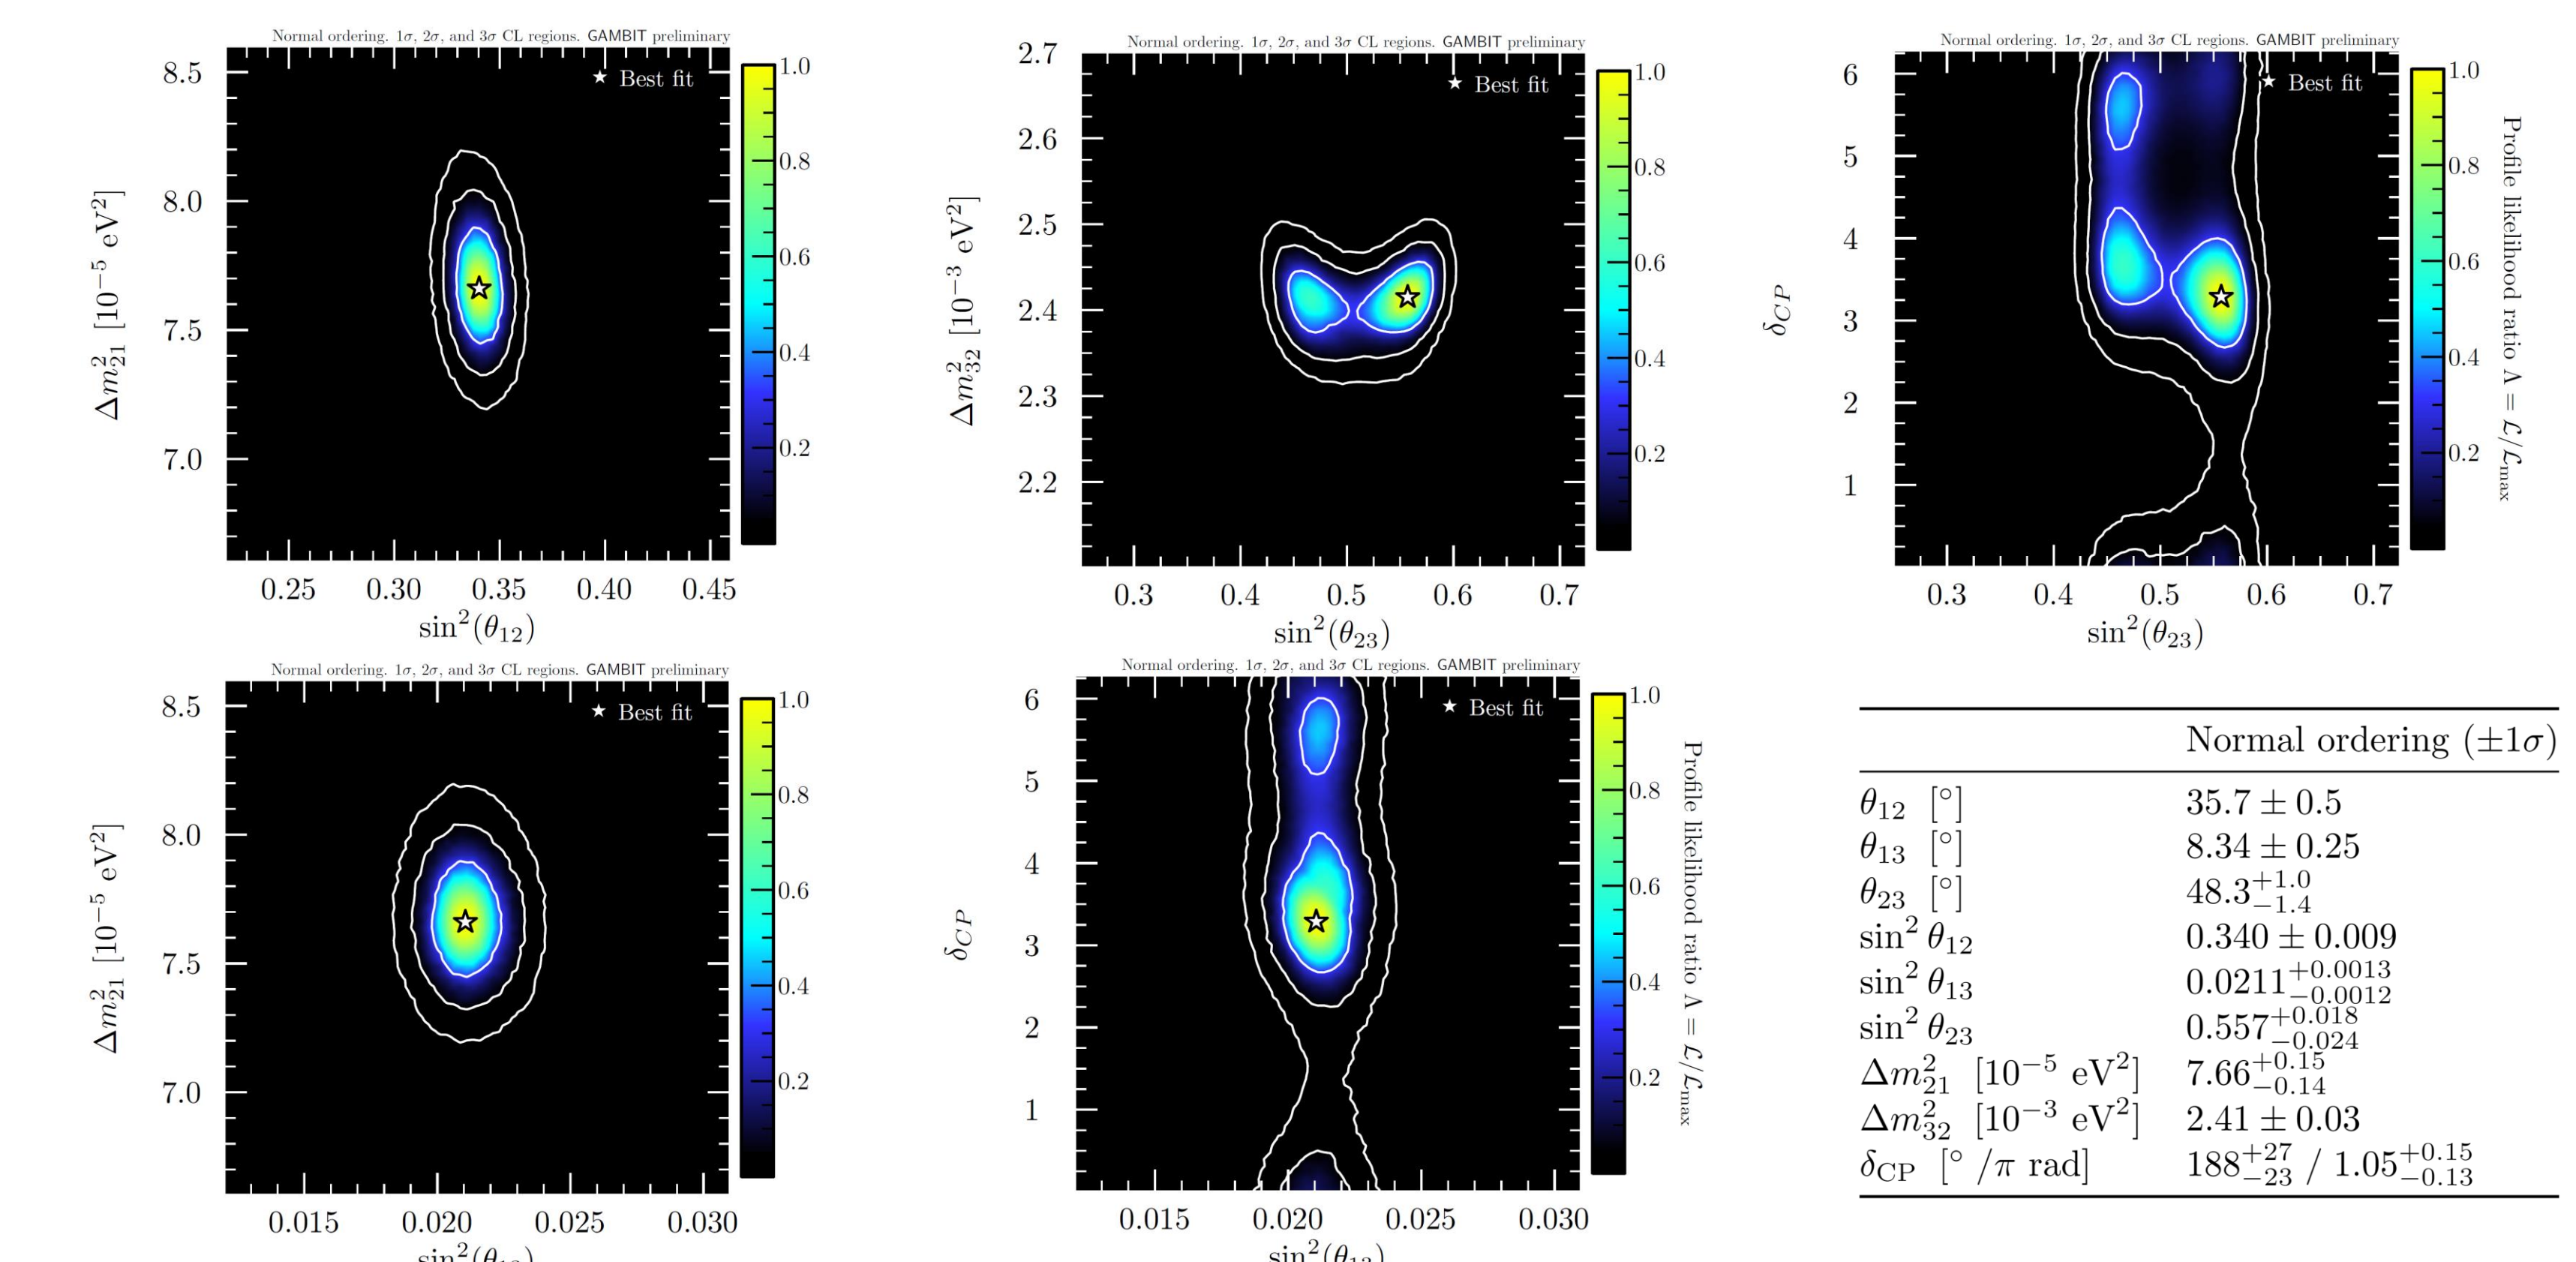 Normal ordering. 1σ, 2σ, and 3σ CL regions. GAMBIT preliminary
★ Best fit
Δm²₂₁ [10⁻⁵ eV²]
8.5
8.0
7.5
7.0
0.25 0.30 0.35 0.40 0.45
sin²(θ₁₂)
1.0
0.8
0.6
0.4
0.2
Normal ordering. 1σ, 2σ, and 3σ CL regions. GAMBIT preliminary
★ Best fit
Δm²₃₂ [10⁻³ eV²]
2.7
2.6
2.5
2.4
2.3
2.2
0.3 0.4 0.5 0.6 0.7
sin²(θ₂₃)
1.0
0.8
0.6
0.4
0.2
Normal ordering. 1σ, 2σ, and 3σ CL regions. GAMBIT preliminary
★ Best fit
δCP
6
5
4
3
2
1
0.3 0.4 0.5 0.6 0.7
sin²(θ₂₃)
1.0
0.8
0.6
0.4
0.2
Profile likelihood ratio Λ = ℒ/ℒmax
Normal ordering. 1σ, 2σ, and 3σ CL regions. GAMBIT preliminary
★ Best fit
Δm²₂₁ [10⁻⁵ eV²]
8.5
8.0
7.5
7.0
0.015 0.020 0.025 0.030
sin²(θ₁₃)
1.0
0.8
0.6
0.4
0.2
Normal ordering. 1σ, 2σ, and 3σ CL regions. GAMBIT preliminary
★ Best fit
δCP
6
5
4
3
2
1
0.015 0.020 0.025 0.030
sin²(θ₁₃)
1.0
0.8
0.6
0.4
0.2
Profile likelihood ratio Λ = ℒ/ℒmax
Normal ordering (±1σ)
θ₁₂ [°] 35.7 ± 0.5
θ₁₃ [°] 8.34 ± 0.25
θ₂₃ [°] 48.3 +1.0 −1.4
sin² θ₁₂ 0.340 ± 0.009
sin² θ₁₃ 0.0211 +0.0013 −0.0012
sin² θ₂₃ 0.557 +0.018 −0.024
Δm²₂₁ [10⁻⁵ eV²] 7.66 +0.15 −0.14
Δm²₃₂ [10⁻³ eV²] 2.41 ± 0.03
δCP [° /π rad] 188 +27 −23 / 1.05 +0.15 −0.13